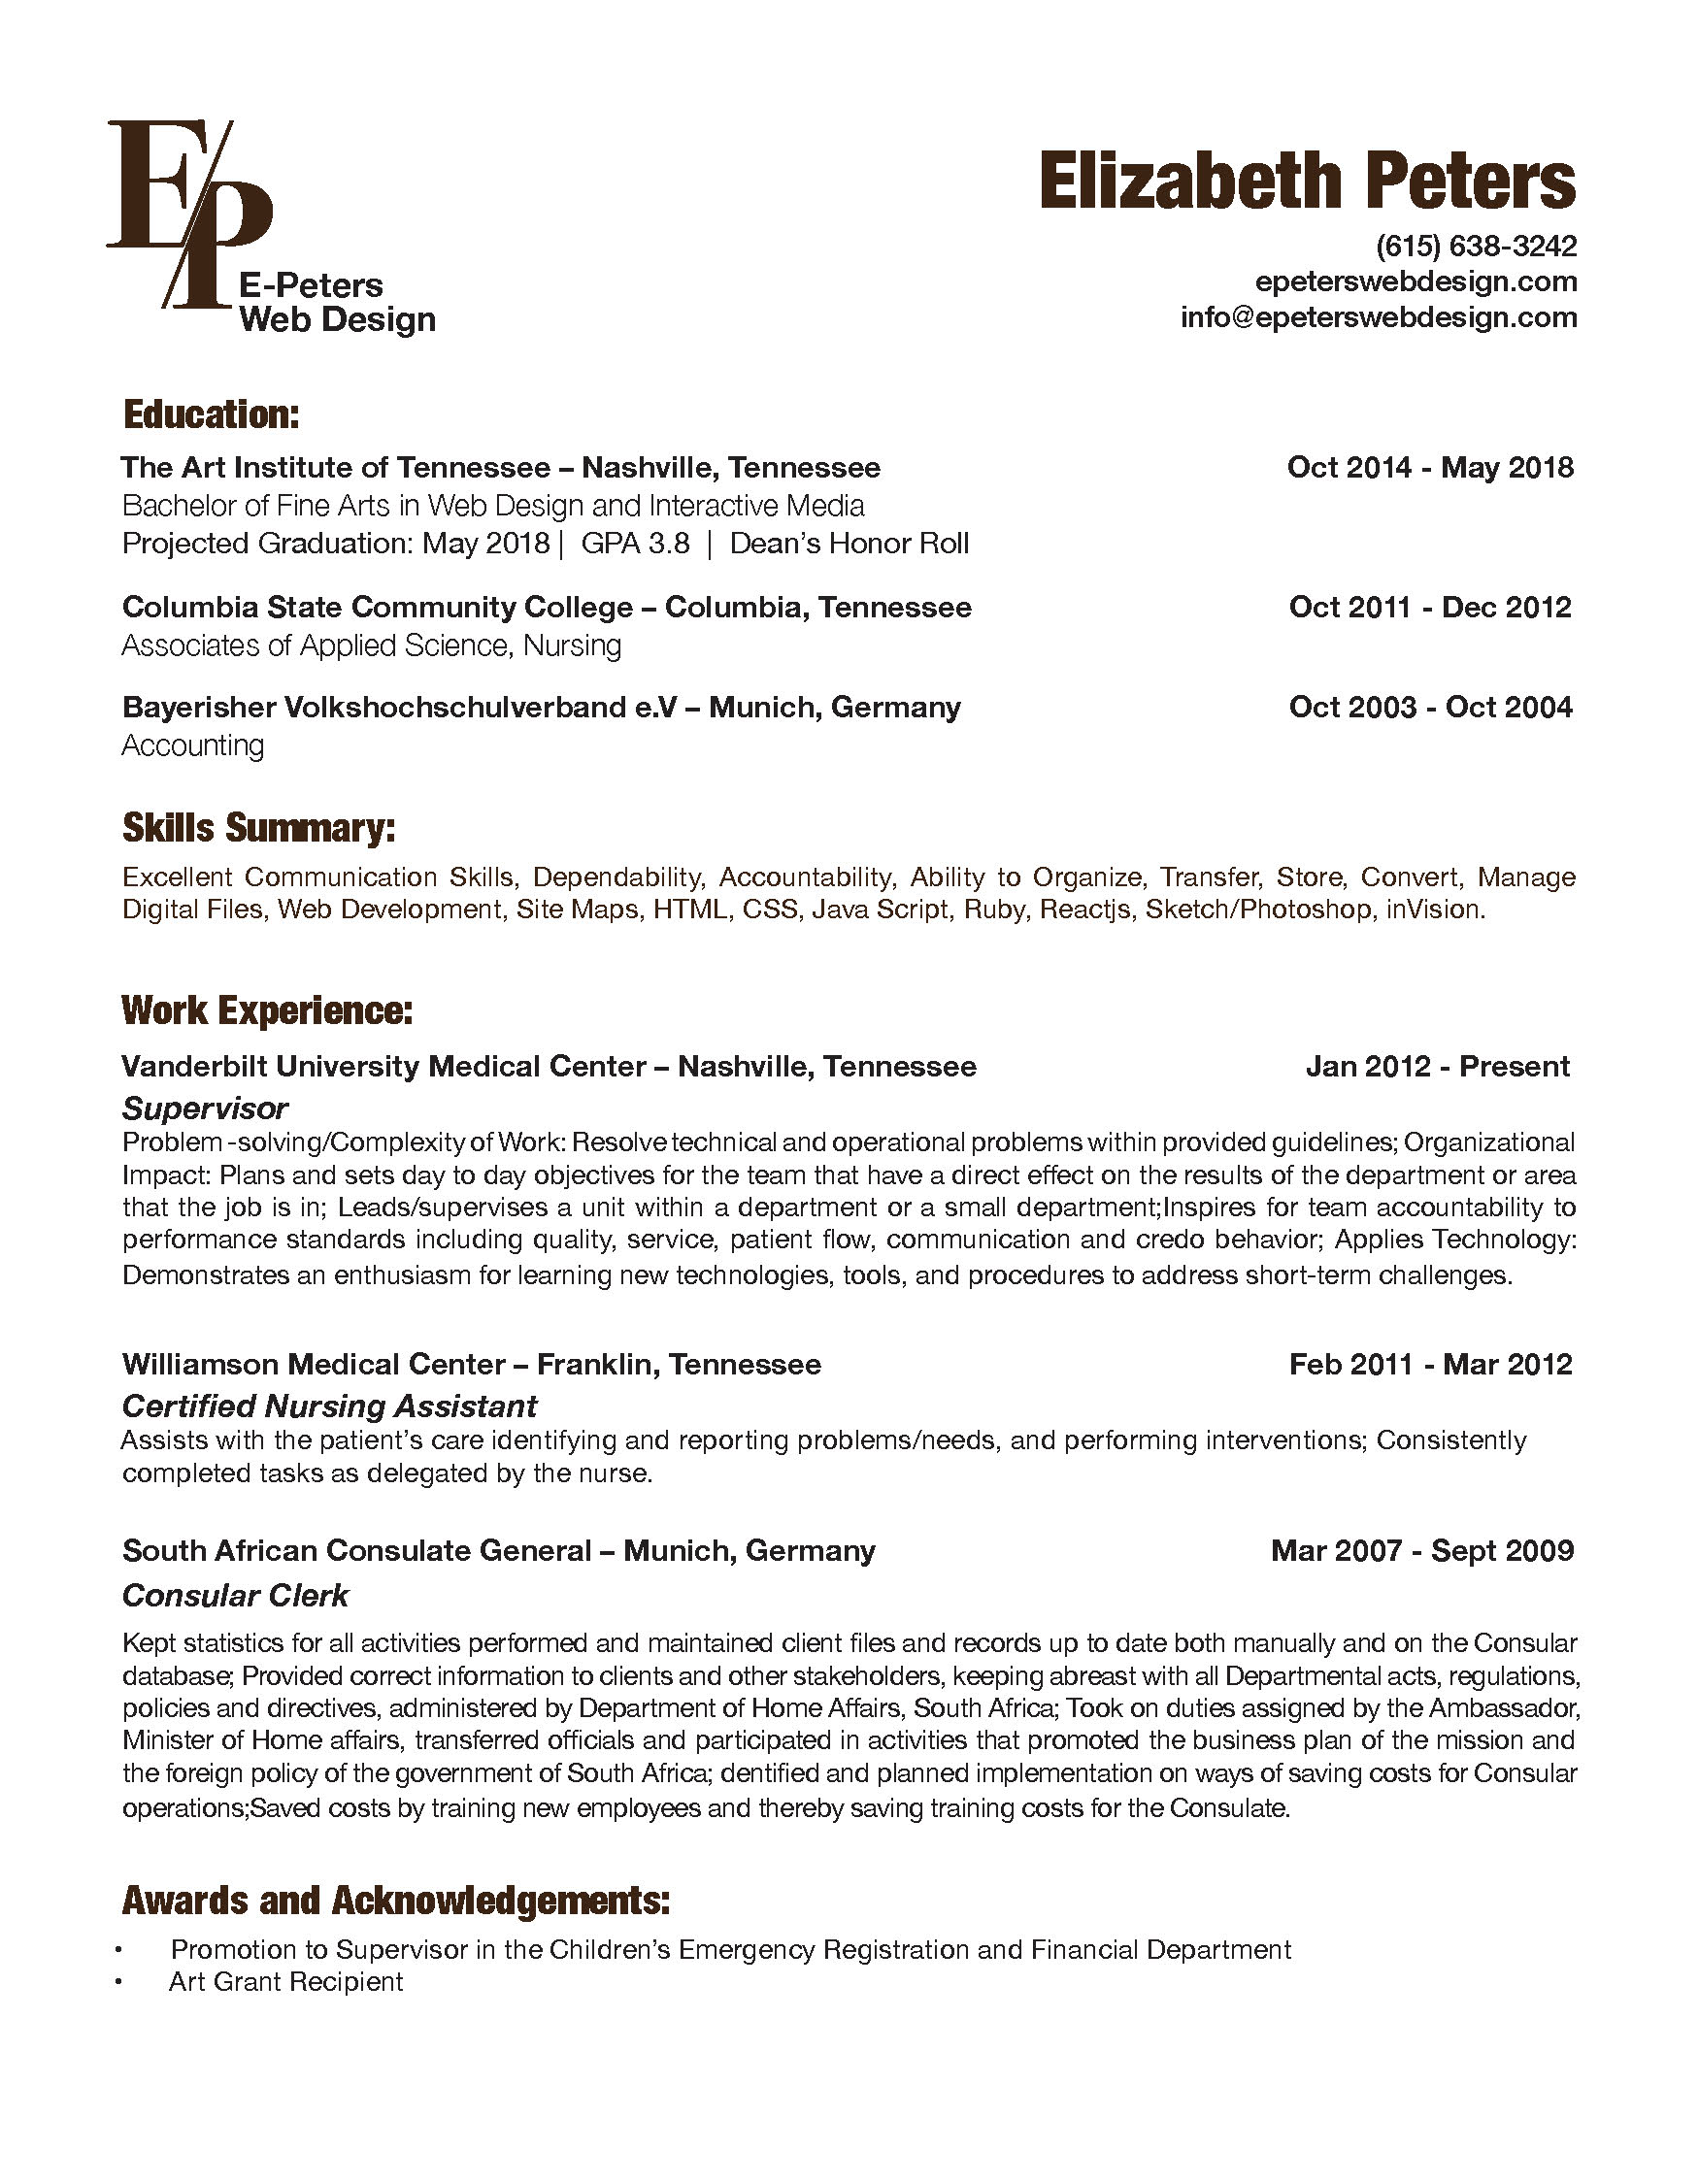 EP
E-Peters
Web Design
Elizabeth Peters
(615) 638-3242
epeterswebdesign.com
info@epeterswebdesign.com
Education:
The Art Institute of Tennessee – Nashville, Tennessee Oct 2014 - May 2018
Bachelor of Fine Arts in Web Design and Interactive Media
Projected Graduation: May 2018 | GPA 3.8 | Dean’s Honor Roll
Columbia State Community College – Columbia, Tennessee Oct 2011 - Dec 2012
Associates of Applied Science, Nursing
Bayerisher Volkshochschulverband e.V – Munich, Germany Oct 2003 - Oct 2004
Accounting
Skills Summary:
Excellent Communication Skills, Dependability, Accountability, Ability to Organize, Transfer, Store, Convert, Manage
Digital Files, Web Development, Site Maps, HTML, CSS, Java Script, Ruby, Reactjs, Sketch/Photoshop, inVision.
Work Experience:
Vanderbilt University Medical Center – Nashville, Tennessee Jan 2012 - Present
Supervisor
Problem -solving/Complexity of Work: Resolve technical and operational problems within provided guidelines; Organizational
Impact: Plans and sets day to day objectives for the team that have a direct effect on the results of the department or area
that the job is in; Leads/supervises a unit within a department or a small department;Inspires for team accountability to
performance standards including quality, service, patient flow, communication and credo behavior; Applies Technology:
Demonstrates an enthusiasm for learning new technologies, tools, and procedures to address short-term challenges.
Williamson Medical Center – Franklin, Tennessee Feb 2011 - Mar 2012
Certified Nursing Assistant
Assists with the patient’s care identifying and reporting problems/needs, and performing interventions; Consistently
completed tasks as delegated by the nurse.
South African Consulate General – Munich, Germany Mar 2007 - Sept 2009
Consular Clerk
Kept statistics for all activities performed and maintained client files and records up to date both manually and on the Consular
database; Provided correct information to clients and other stakeholders, keeping abreast with all Departmental acts, regulations,
policies and directives, administered by Department of Home Affairs, South Africa; Took on duties assigned by the Ambassador,
Minister of Home affairs, transferred officials and participated in activities that promoted the business plan of the mission and
the foreign policy of the government of South Africa; dentified and planned implementation on ways of saving costs for Consular
operations;Saved costs by training new employees and thereby saving training costs for the Consulate.
Awards and Acknowledgements:
• Promotion to Supervisor in the Children’s Emergency Registration and Financial Department
• Art Grant Recipient